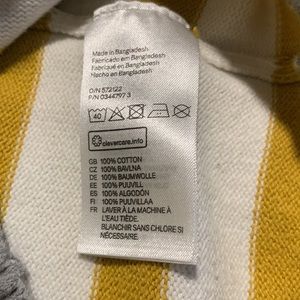 Made in Bangladesh
Fabricado em Bangladesh
Fabriqué en Bangladesh
Hecho en Bangladesh
O/N 572122
P/N 0344797 3
40
clevercare.info
GB 100% COTTON
CZ 100% BAVLNA
DE 100% BAUMWOLLE
EE 100% PUUVILL
ES 100% ALGODÓN
FI 100% PUUVILLAA
FR LAVER À LA MACHINE À
L'EAU TIÈDE.
BLANCHIR SANS CHLORE SI
NÉCESSAIRE.